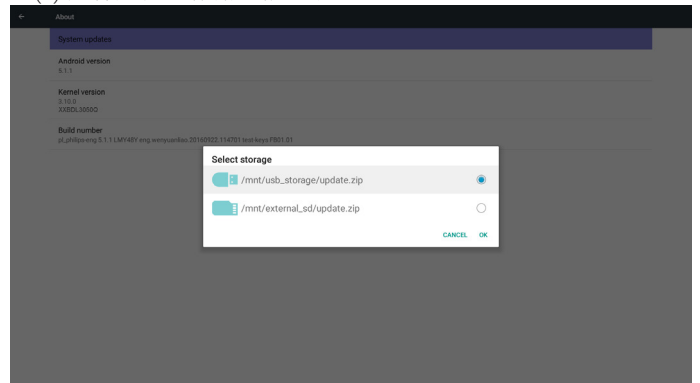 About
System updates
Android version
5.1.1
Kernel version
3.10.0
XXBDL3050Q
Build number
Select storage
/mnt/usb_storage/update.zip
/mnt/external_sd/update.zip
CANCEL OK